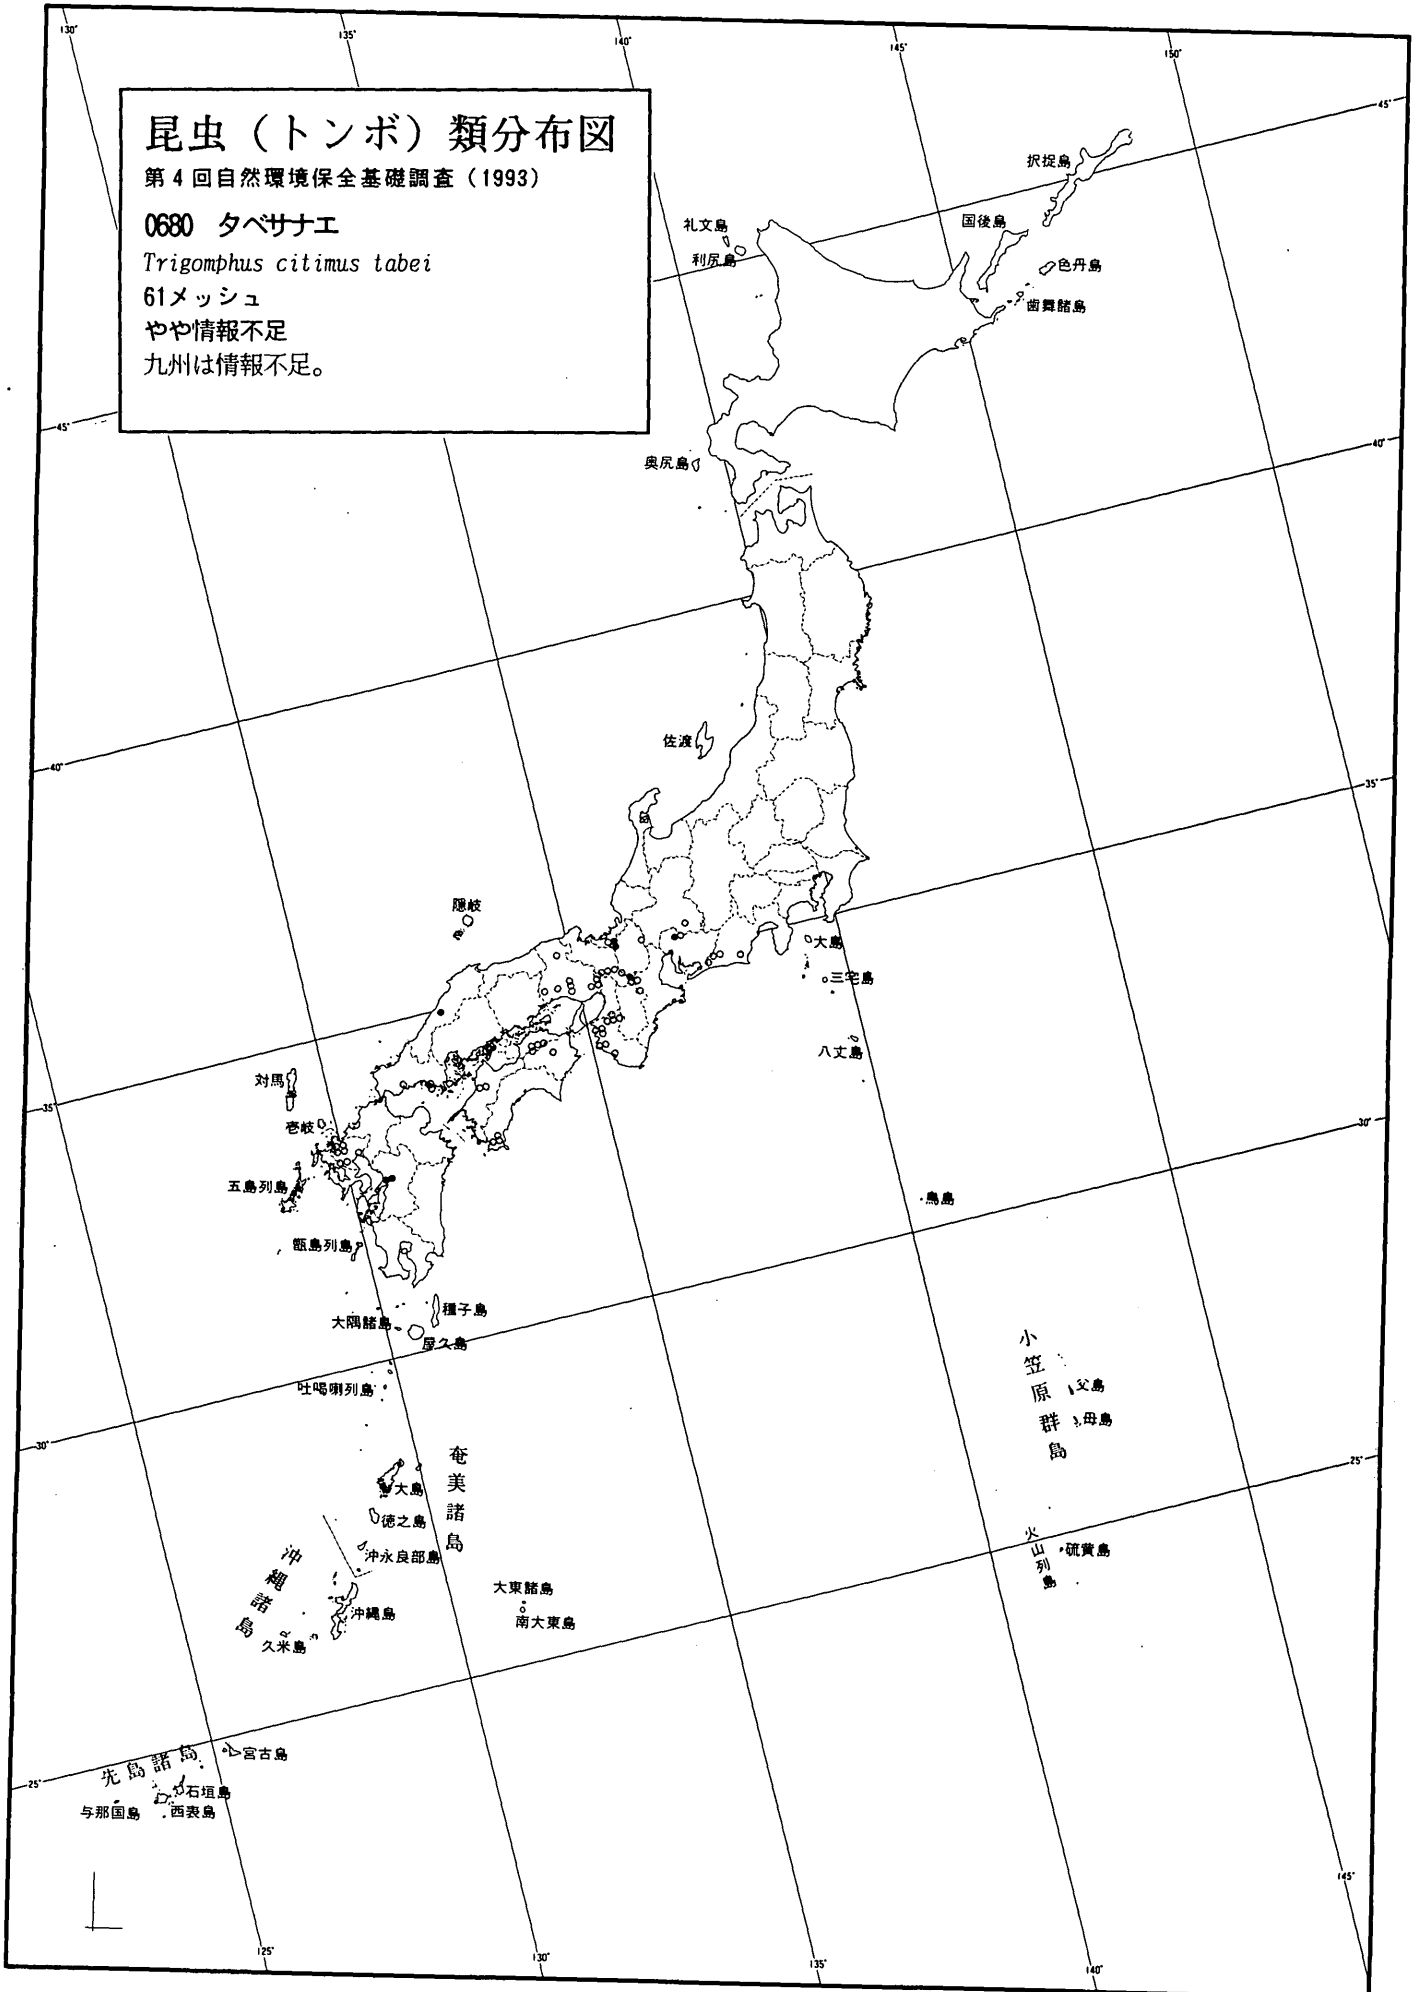 130°
135°
140°
145°
150°
昆虫（トンボ）類分布図
第4回自然環境保全基礎調査（1993）
0680 タベサナエ
Trigomphus citimus tabei
61メッシュ
やや情報不足
九州は情報不足。
45°
択捉島
国後島
礼文島
利尻島
色丹島
歯舞諸島
45°
40°
奥尻島
佐渡
40°
35°
隠岐
大島
三宅島
八丈島
対馬
35°
壱岐
30°
五島列島
鳥島
甑島列島
種子島
大隅諸島
屋久島
吐噶喇列島
小笠原群島
父島
母島
30°
奄美諸島
25°
大島
徳之島
沖永良部島
火山列島
硫黄島
沖縄諸島
大東諸島
沖縄島
南大東島
久米島
先島諸島
宮古島
25°
石垣島
与那国島
西表島
145°
125°
130°
135°
140°